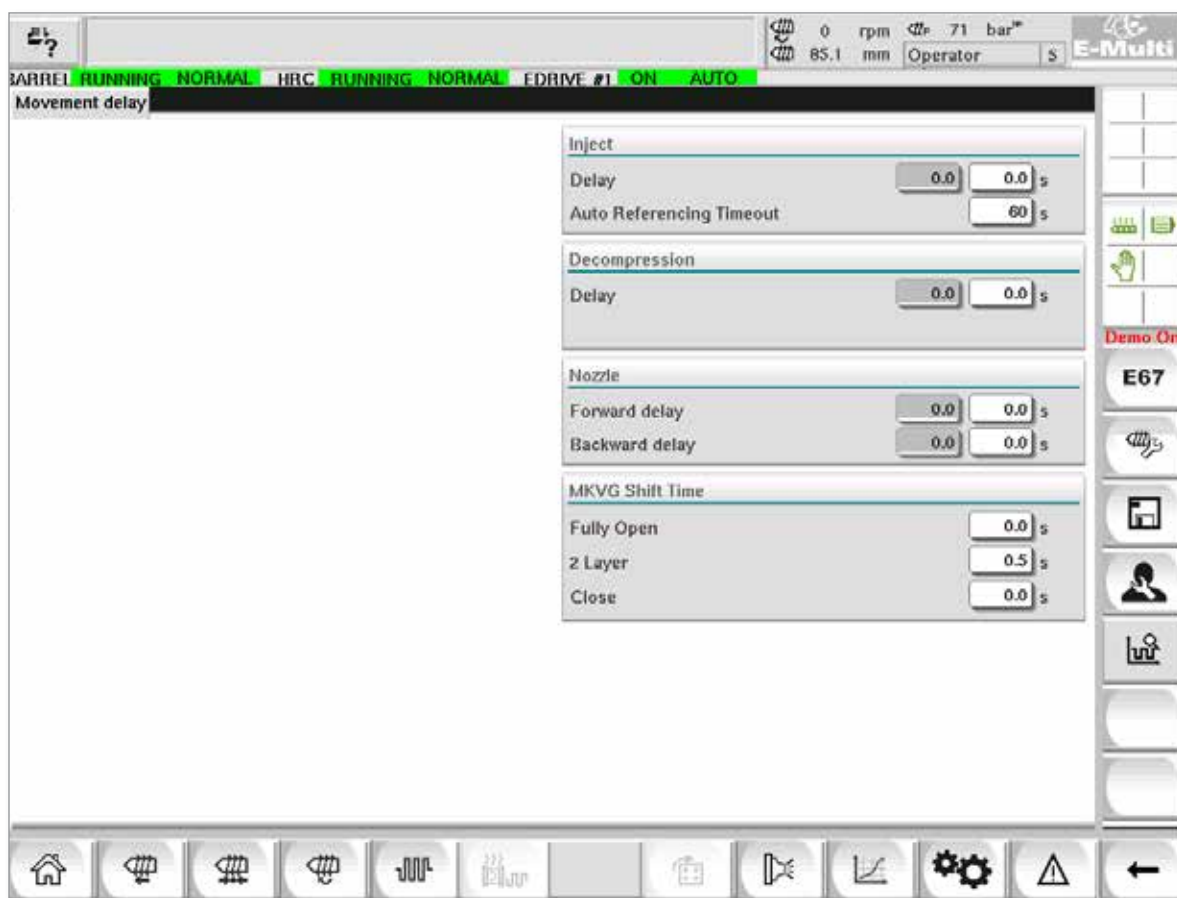 ?
0 rpm P 71 bar
85.1 mm Operator S
E-Multi
BARREL RUNNING NORMAL HRC RUNNING NORMAL EDRIVE #1 ON AUTO
Movement delay
Inject
Delay 0.0 0.0 s
Auto Referencing Timeout 60 s
Decompression
Delay 0.0 0.0 s
Nozzle
Forward delay 0.0 0.0 s
Backward delay 0.0 0.0 s
MKVG Shift Time
Fully Open 0.0 s
2 Layer 0.5 s
Close 0.0 s
Demo On
E67